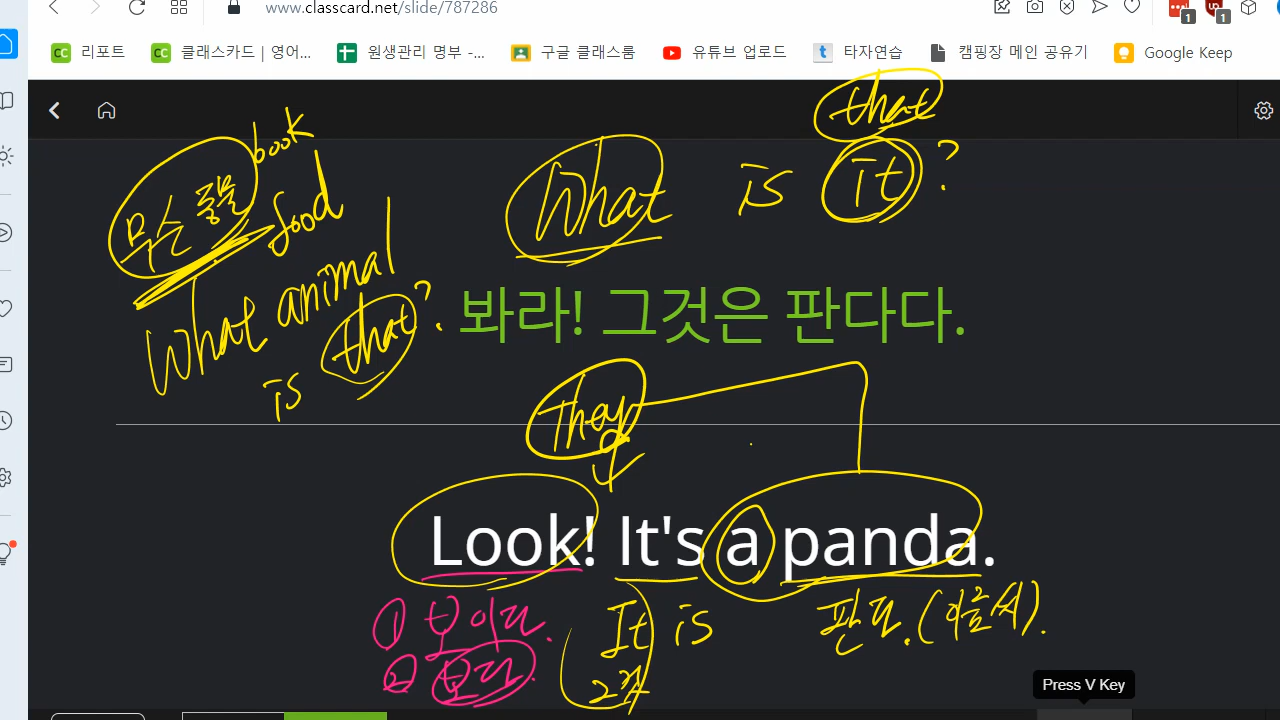 www.classcard.net/slide/787286
리포트 클래스카드 | 영어... 원생관리 명부 -... 구글 클래스룸 유튜브 업로드 타자연습 캠핑장 메인 공유기 Google Keep
that
What is it?
book
무슨 동물 food
What animal
is that?
봐라! 그것은 판다다.
They
Look! It's a panda.
① 보이다. It is 판다.
② 보다. 그것
Press V Key